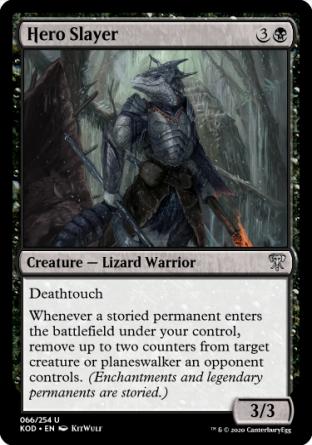 Hero Slayer 3
Creature — Lizard Warrior
Deathtouch
Whenever a storied permanent enters
the battlefield under your control,
remove up to two counters from target
creature or planeswalker an opponent
controls. (Enchantments and legendary
permanents are storied.)
3/3
066/254 U
KOD • EN KitWulf
™ & © 2020 CanterburyEgg